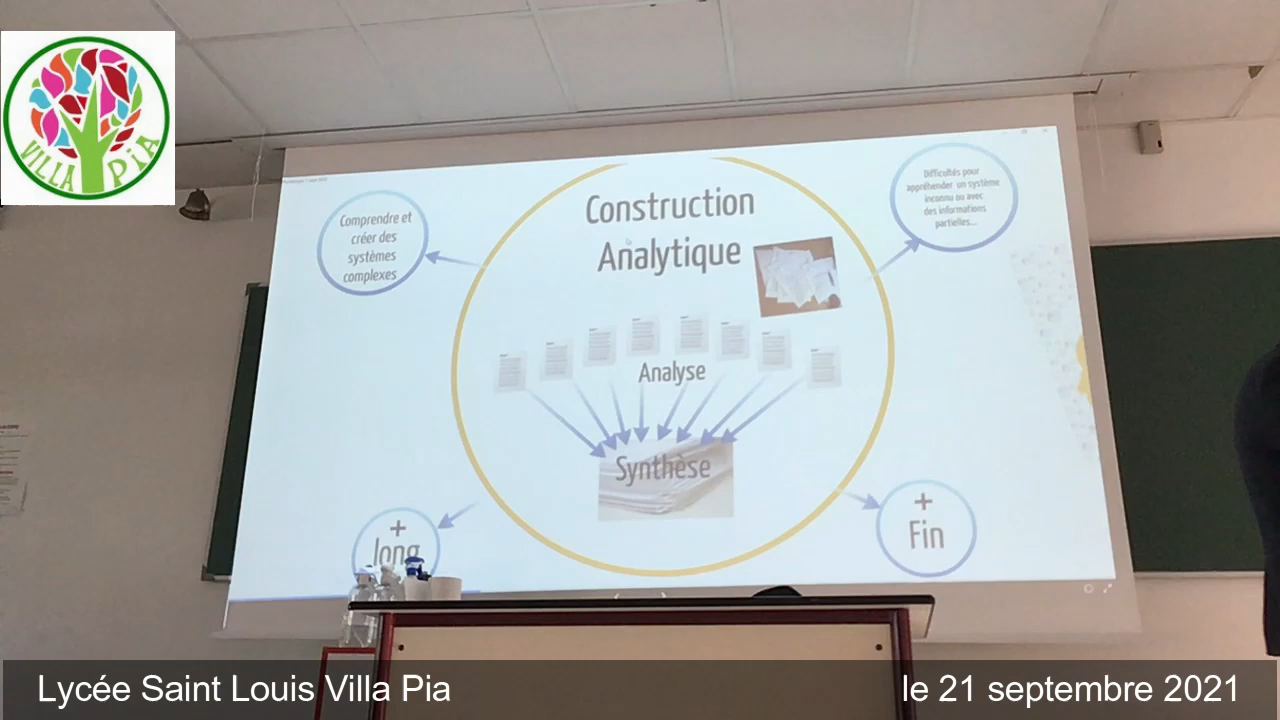 VILLA PIA
Construction
Analytique
Comprendre et
créer des
systèmes
complexes
Difficultés pour
appréhender un système
inconnu ou avec
des informations
partielles...
Analyse
Synthèse
+
long
+
Fin
Lycée Saint Louis Villa Pia
le 21 septembre 2021